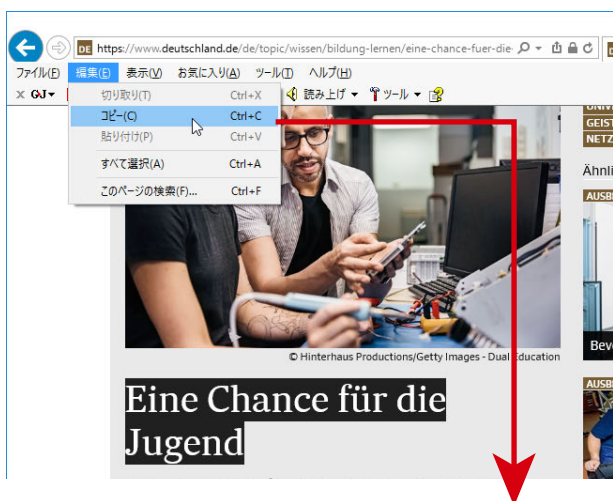 DE https://www.deutschland.de/de/topic/wissen/bildung-lernen/eine-chance-fuer-die-
ファイル(F) 編集(E) 表示(V) お気に入り(A) ツール(T) ヘルプ(H)
読み上げ ツール
切り取り(T) Ctrl+X
コピー(C) Ctrl+C
貼り付け(P) Ctrl+V
すべて選択(A) Ctrl+A
このページの検索(F)... Ctrl+F
GEIST
NETZ
Ähnli
AUSB
Bev
AUSB
© Hinterhaus Productions/Getty Images - Dual Education
Eine Chance für die
Jugend